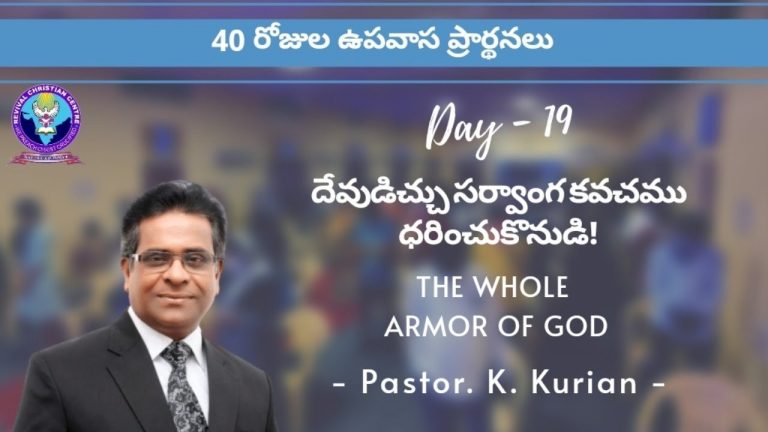 40 రోజుల ఉపవాస ప్రార్థనలు
REVIVAL CHRISTIAN CENTRE
Day - 19
దేవుడిచ్చు సర్వాంగ కవచము
ధరించుకొనుడి!
THE WHOLE
ARMOR OF GOD
- Pastor. K. Kurian -